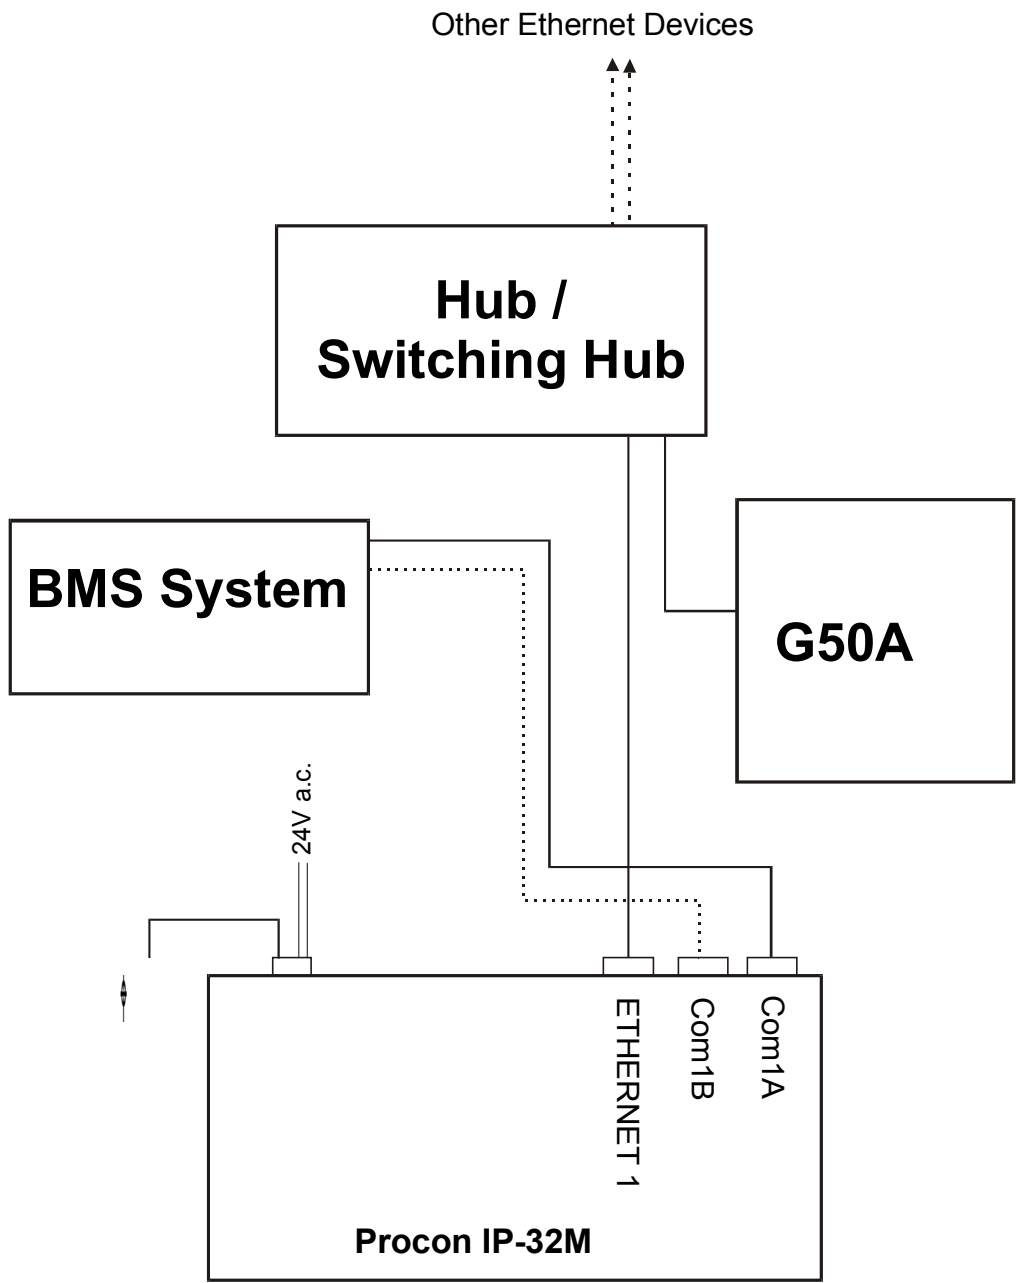 Other Ethernet Devices
Hub /
Switching Hub
BMS System
G50A
24V a.c.
ETHERNET 1
Com1B
Com1A
Procon IP-32M